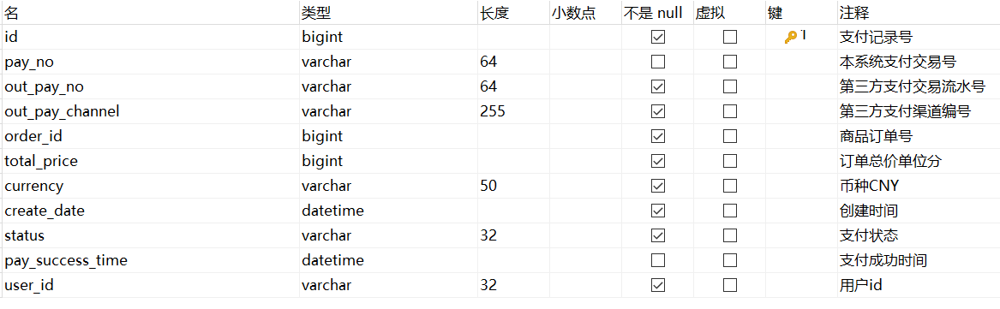 名 类型 长度 小数点 不是 null 虚拟 键 注释
id bigint 1 支付记录号
pay_no varchar 64 本系统支付交易号
out_pay_no varchar 64 第三方支付交易流水号
out_pay_channel varchar 255 第三方支付渠道编号
order_id bigint 商品订单号
total_price bigint 订单总价单位分
currency varchar 50 币种CNY
create_date datetime 创建时间
status varchar 32 支付状态
pay_success_time datetime 支付成功时间
user_id varchar 32 用户id